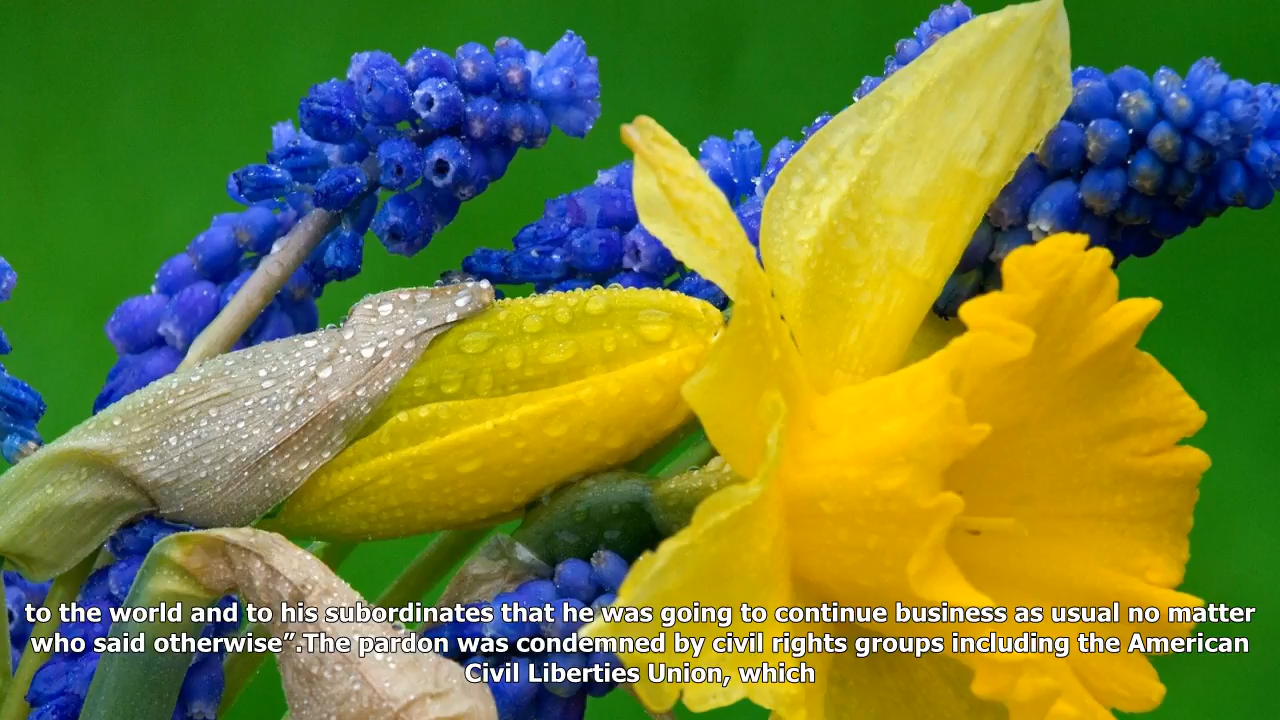 to the world and to his subordinates that he was going to continue business as usual no matter
who said otherwise”.The pardon was condemned by civil rights groups including the American
Civil Liberties Union, which